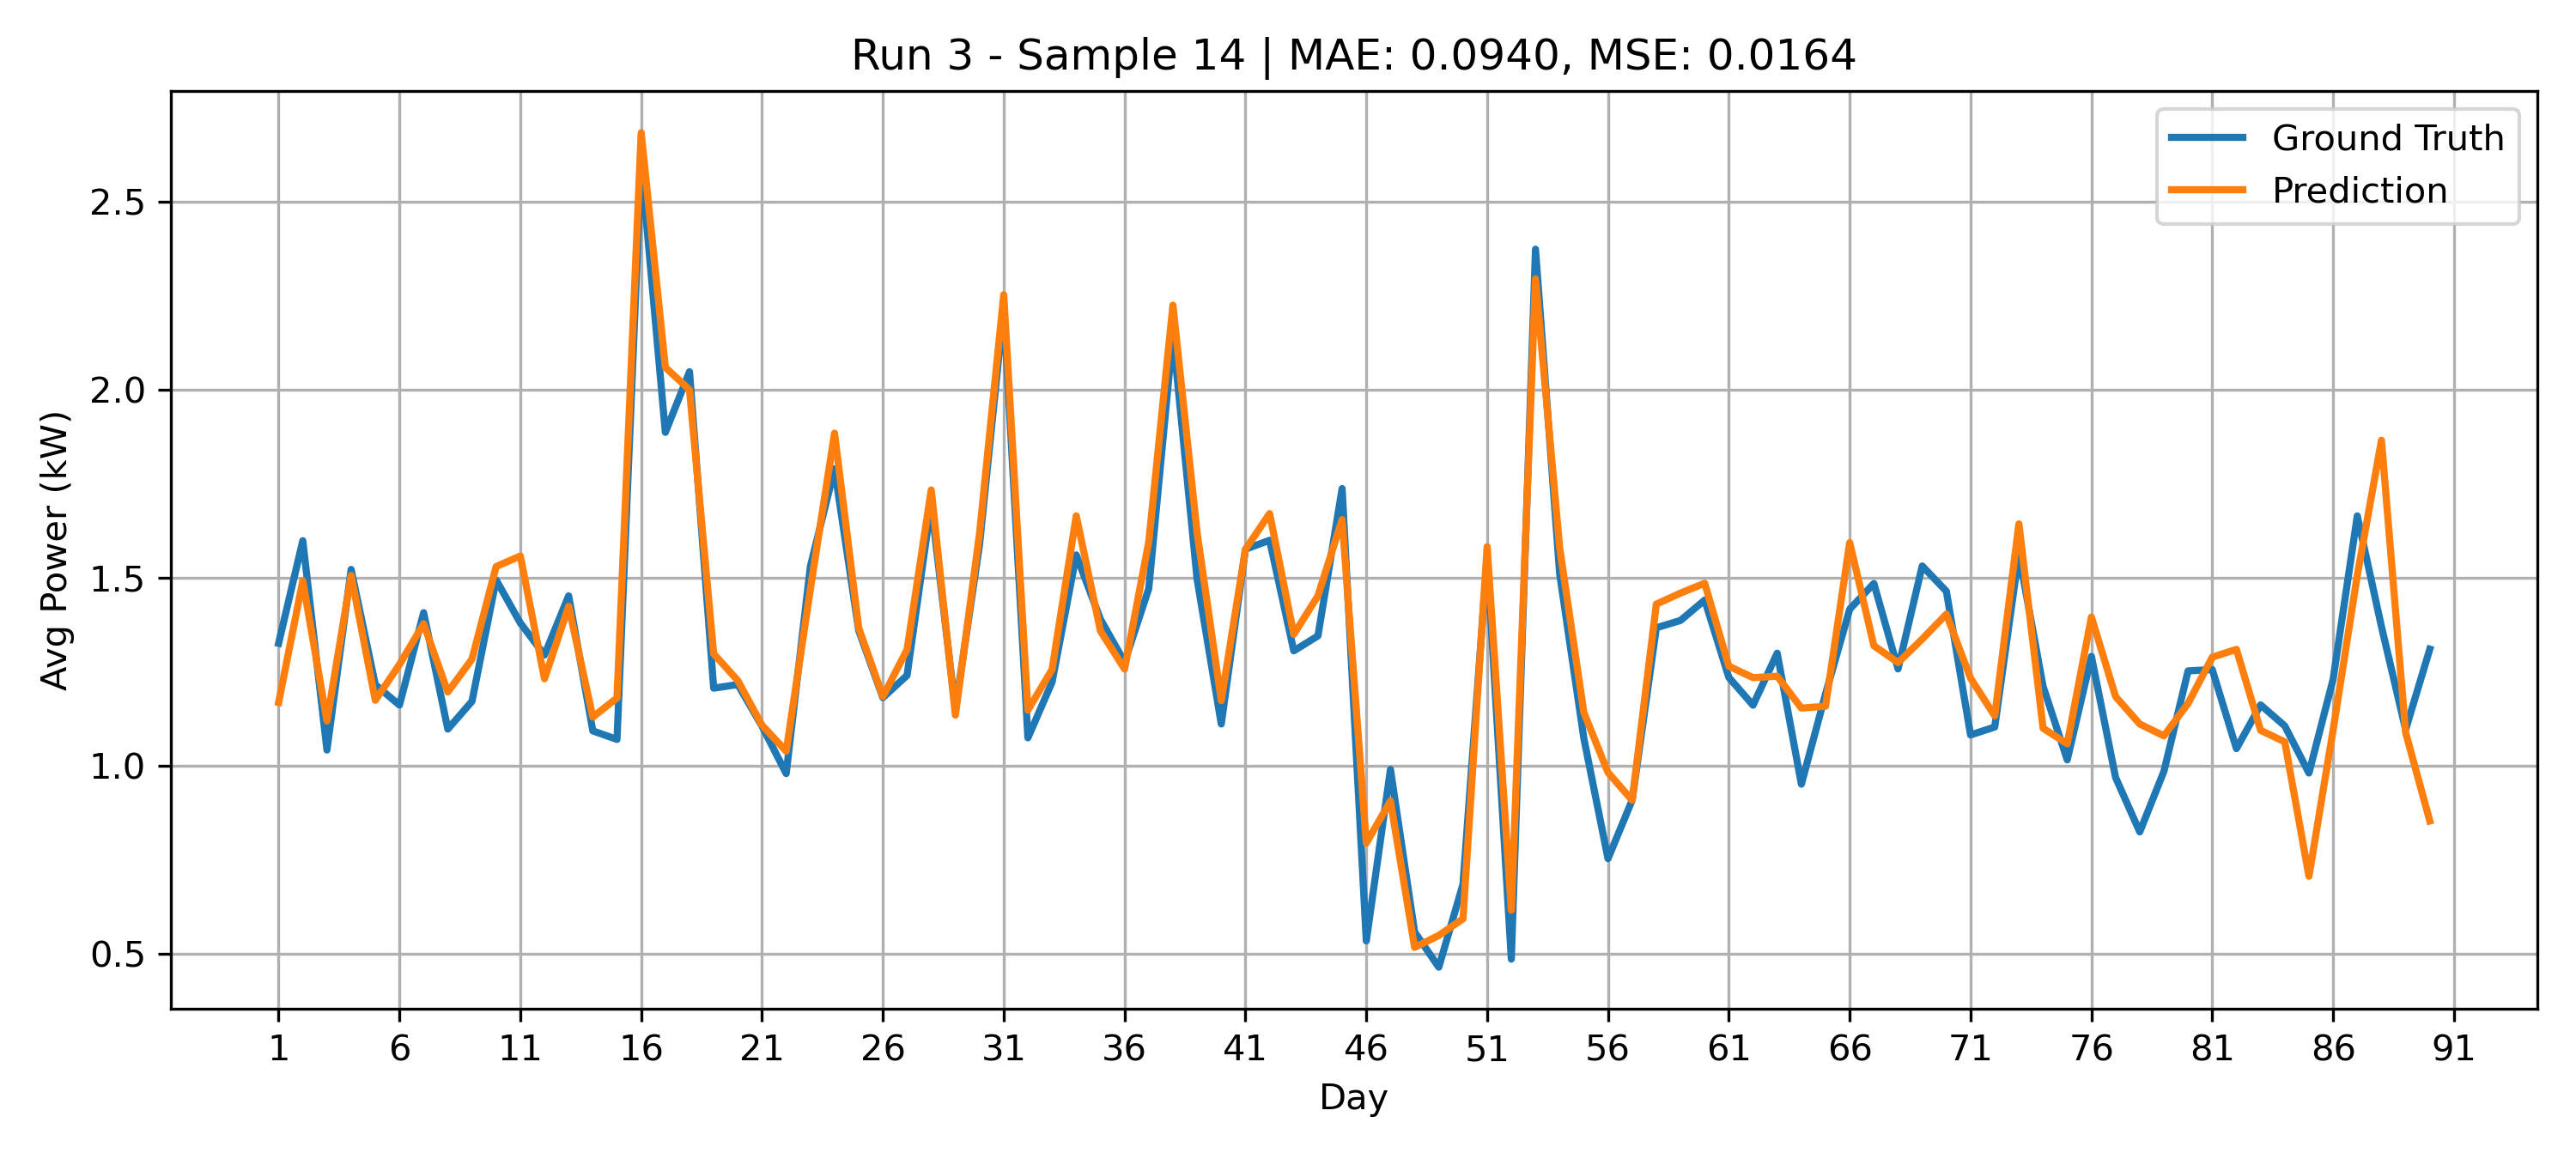 Run 3 - Sample 14 | MAE: 0.0940, MSE: 0.0164
Ground Truth
Prediction
Avg Power (kW)
2.5
2.0
1.5
1.0
0.5
1 6 11 16 21 26 31 36 41 46 51 56 61 66 71 76 81 86 91
Day